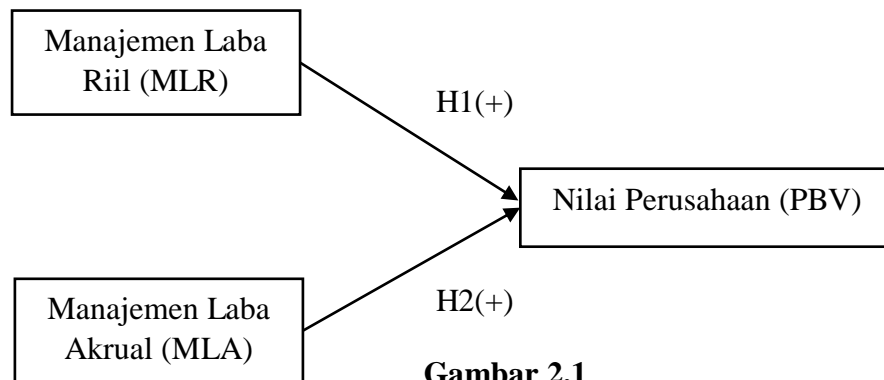 Manajemen Laba
Riil (MLR)
H1(+)
Nilai Perusahaan (PBV)
H2(+)
Manajemen Laba
Akrual (MLA)
Gambar 2.1